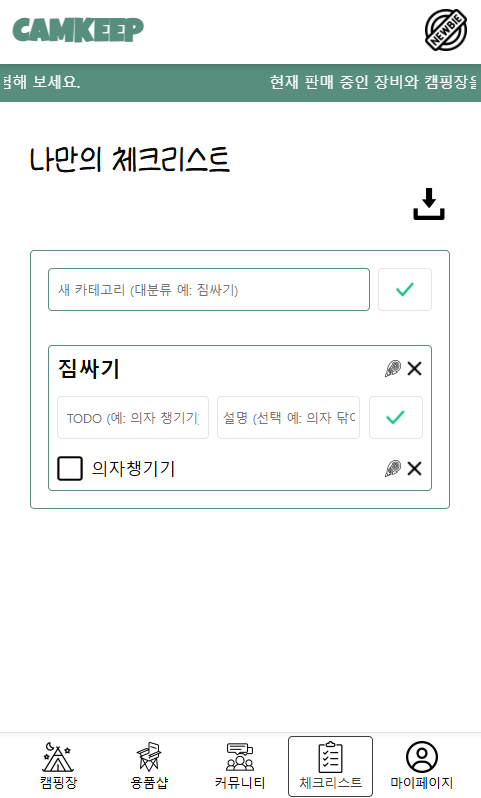 CAMKEEP
NEWBIE
험해 보세요.
현재 판매 중인 장비와 캠핑장을
나만의 체크리스트
새 카테고리 (대분류 예: 짐싸기)
짐싸기
TODO (예: 의자 챙기기)
설명 (선택 예: 의자 닦아
의자챙기기
캠핑장
용품샵
커뮤니티
체크리스트
마이페이지